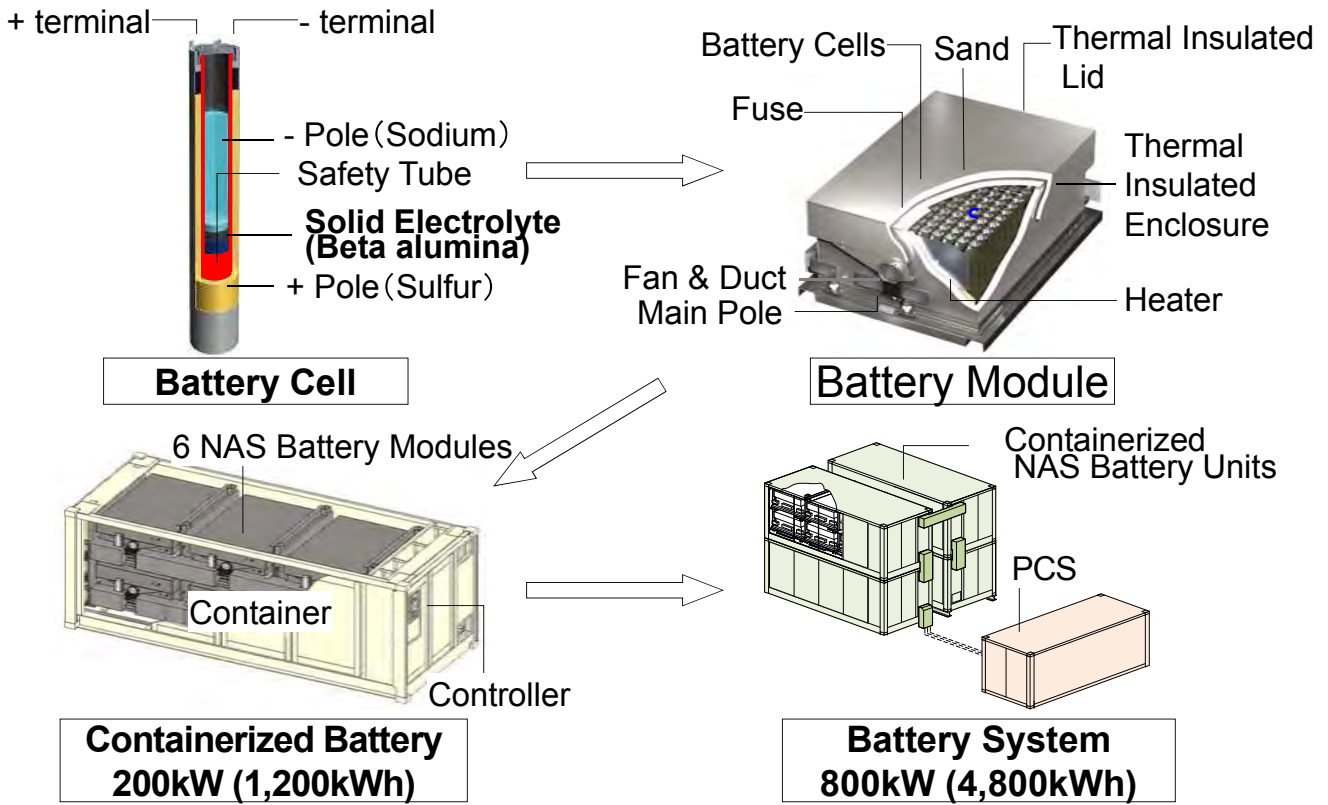 + terminal
- terminal
- Pole（Sodium）
Safety Tube
Solid Electrolyte
(Beta alumina)
+ Pole（Sulfur）
Battery Cell
Battery Cells
Sand
Thermal Insulated
Lid
Fuse
Thermal
Insulated
Enclosure
Fan & Duct
Main Pole
Heater
Battery Module
6 NAS Battery Modules
Container
Controller
Containerized Battery
200kW (1,200kWh)
Containerized
NAS Battery Units
PCS
Battery System
800kW (4,800kWh)